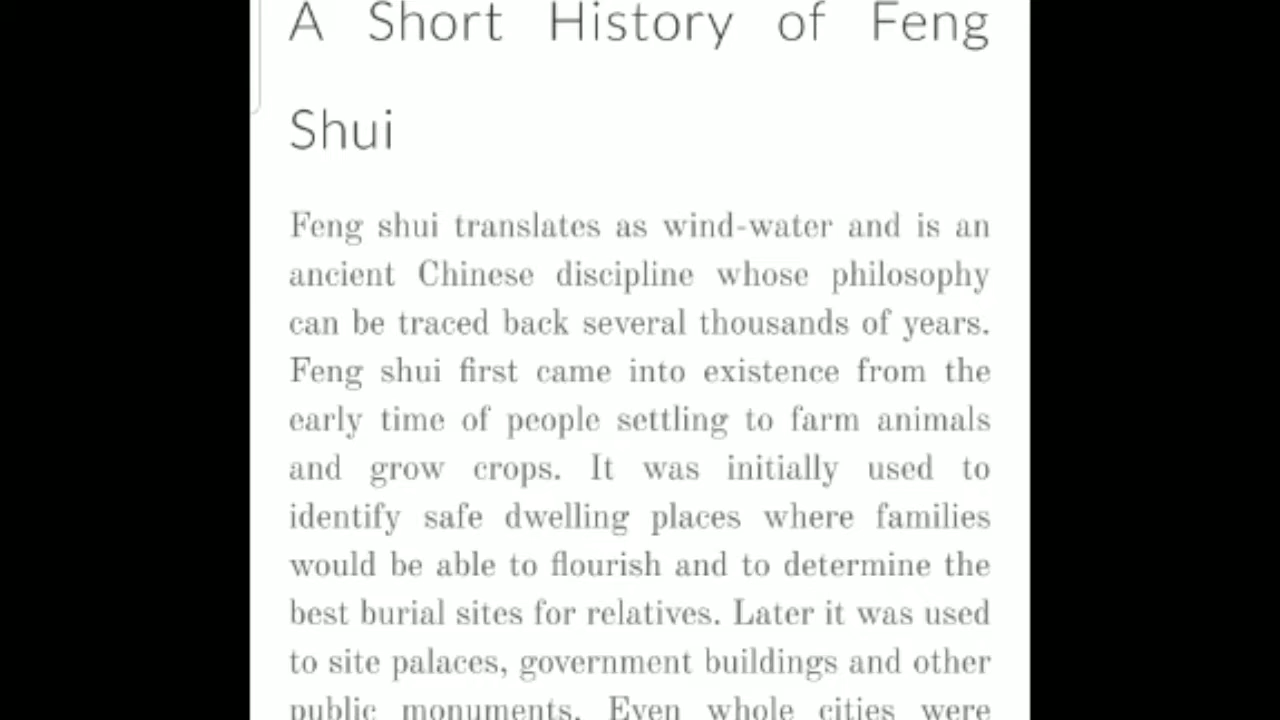 A Short History of Feng
Shui
Feng shui translates as wind-water and is an
ancient Chinese discipline whose philosophy
can be traced back several thousands of years.
Feng shui first came into existence from the
early time of people settling to farm animals
and grow crops. It was initially used to
identify safe dwelling places where families
would be able to flourish and to determine the
best burial sites for relatives. Later it was used
to site palaces, government buildings and other
public monuments. Even whole cities were